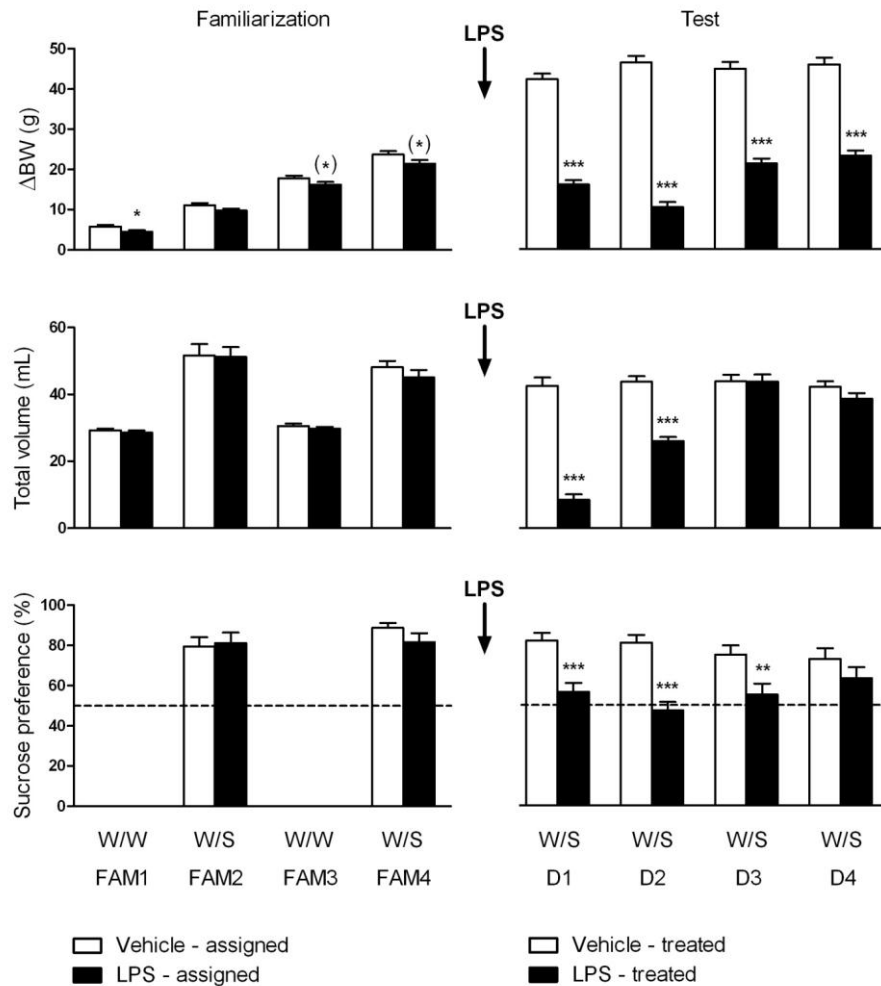 Familiarization
LPS
Test
ΔBW (g)
50
40
30
20
10
0
*
(*)
(*)
***
***
***
***
LPS
Total volume (mL)
60
40
20
0
***
***
LPS
Sucrose preference (%)
100
80
60
40
20
0
***
***
**
W/W W/S W/W W/S W/S W/S W/S W/S
FAM1 FAM2 FAM3 FAM4 D1 D2 D3 D4
Vehicle - assigned
LPS - assigned
Vehicle - treated
LPS - treated